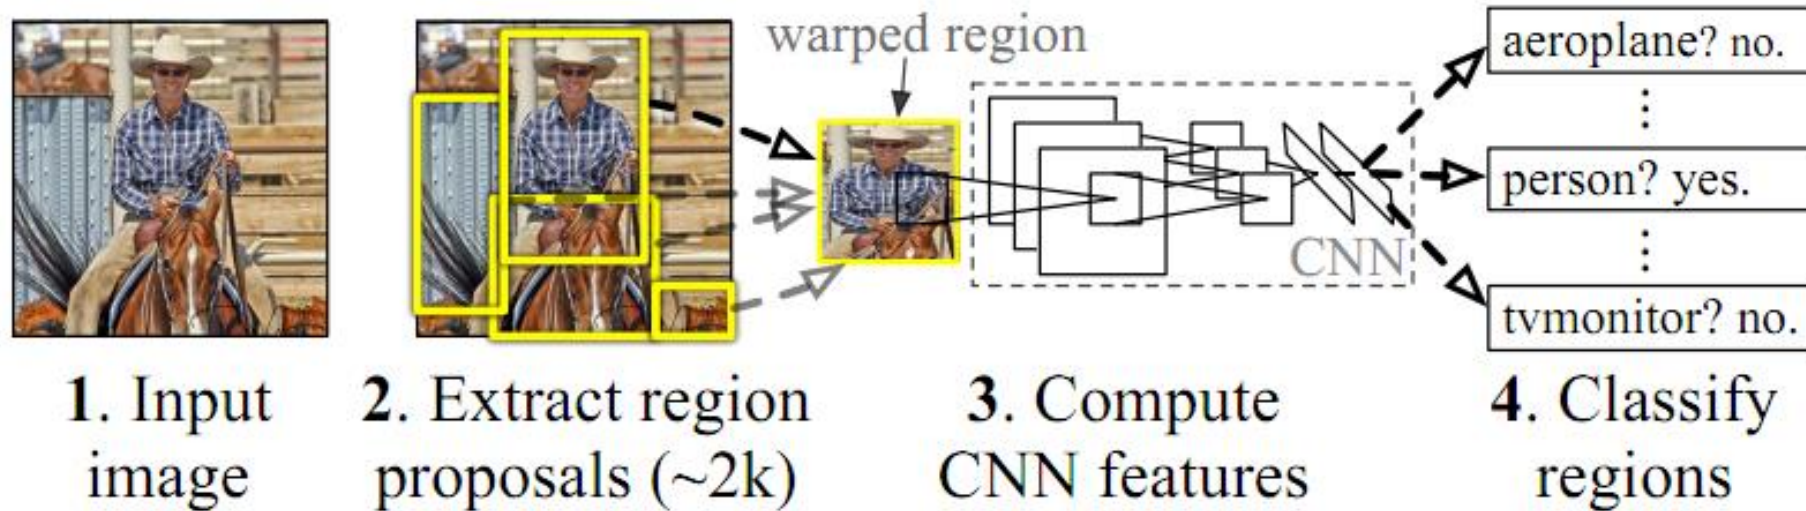 warped region
aeroplane? no.
⋮
person? yes.
⋮
tvmonitor? no.
CNN
1. Input
image
2. Extract region
proposals (~2k)
3. Compute
CNN features
4. Classify
regions